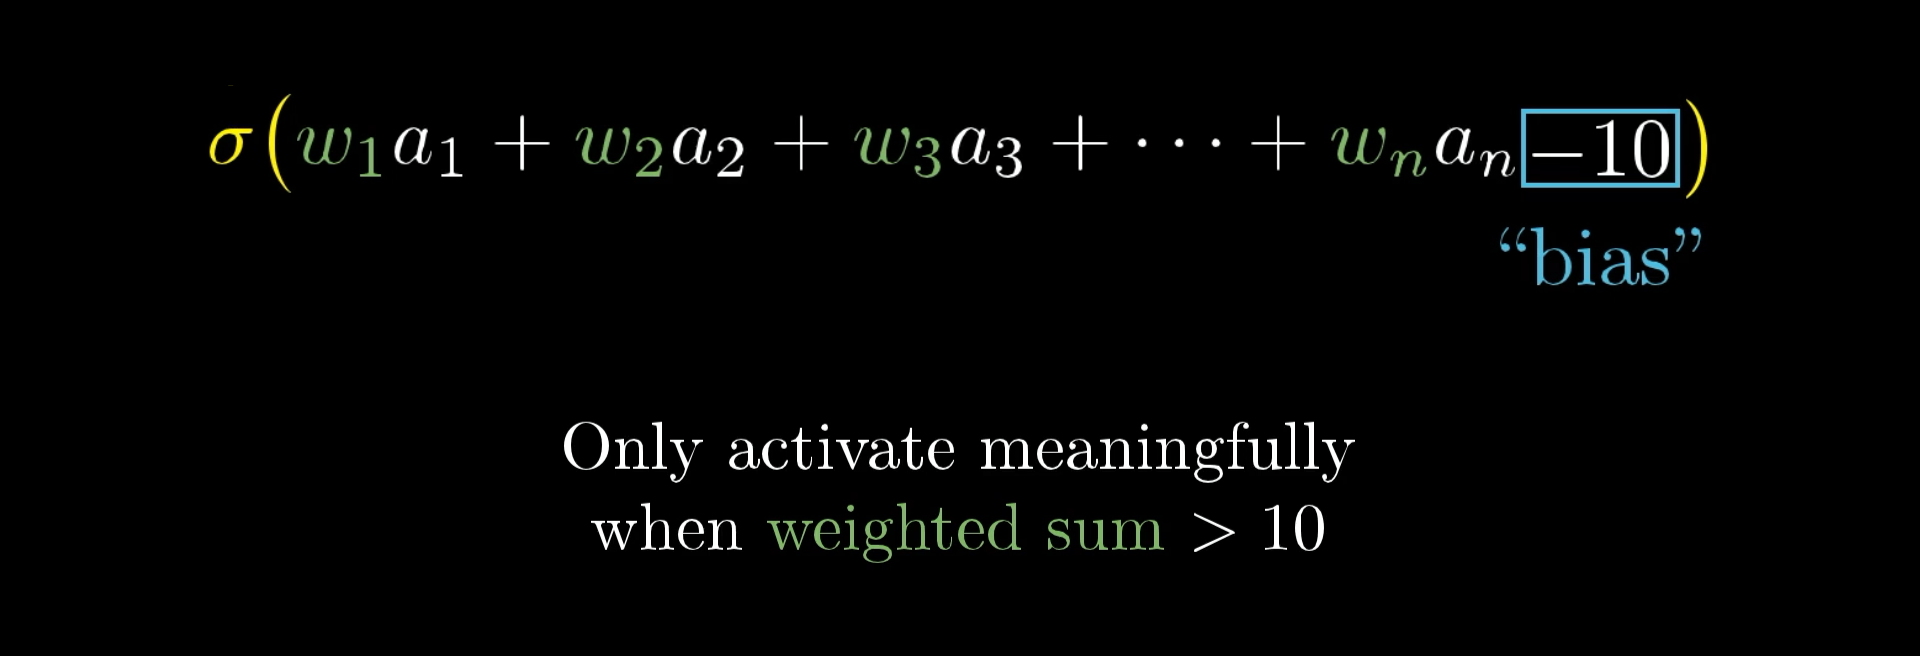 σ(w₁a₁ + w₂a₂ + w₃a₃ + ⋯ + wₙaₙ −10)
“bias”
Only activate meaningfully
when weighted sum > 10